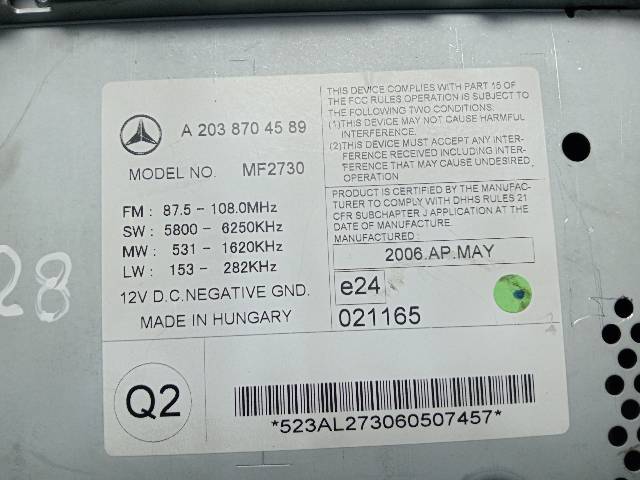 A 203 870 4589
MODEL NO. MF2730
FM : 87.5 - 108.0MHz
SW : 5800 - 6250KHz
MW : 531 - 1620KHz
LW : 153 - 282KHz
12V D.C.NEGATIVE GND.
MADE IN HUNGARY
THIS DEVICE COMPLIES WITH PART 15 OF
THE FCC RULES OPERATION IS SUBJECT TO
THE FOLLOWING TWO CONDITIONS.
(1)THIS DEVICE MAY NOT CAUSE HARMFUL
INTERFERENCE, AND
(2)THIS DEVICE MUST ACCEPT ANY INTER-
FERENCE RECEIVED INCLUDING INTER-
FERENCE THAT MAY CAUSE UNDESIRED
OPERATION
PRODUCT IS CERTIFIED BY THE MANUFAC-
TURER TO COMPLY WITH DHHS RULES 21
CFR SUBCHAPTER J APPLICATION AT THE
DATE OF MANUFACTURE.
MANUFACTURED :
2006.AP.MAY
e24
021165
Q2
*523AL273060507457*
28